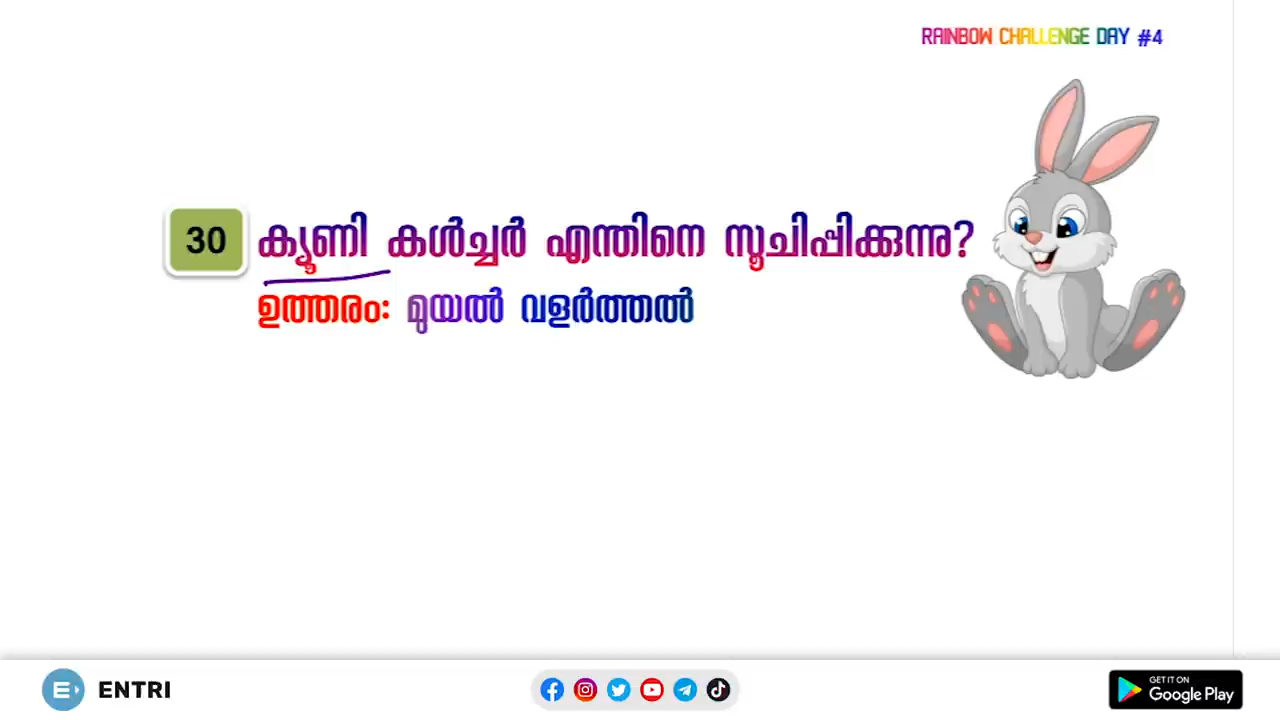 RAINBOW CHALLENGE DAY #4
30 ക്യൂണി കൾച്ചർ എന്തിനെ സൂചിപ്പിക്കുന്നു?
ഉത്തരം: മുയൽ വളർത്തൽ
E ENTRI
GET IT ON
Google Play